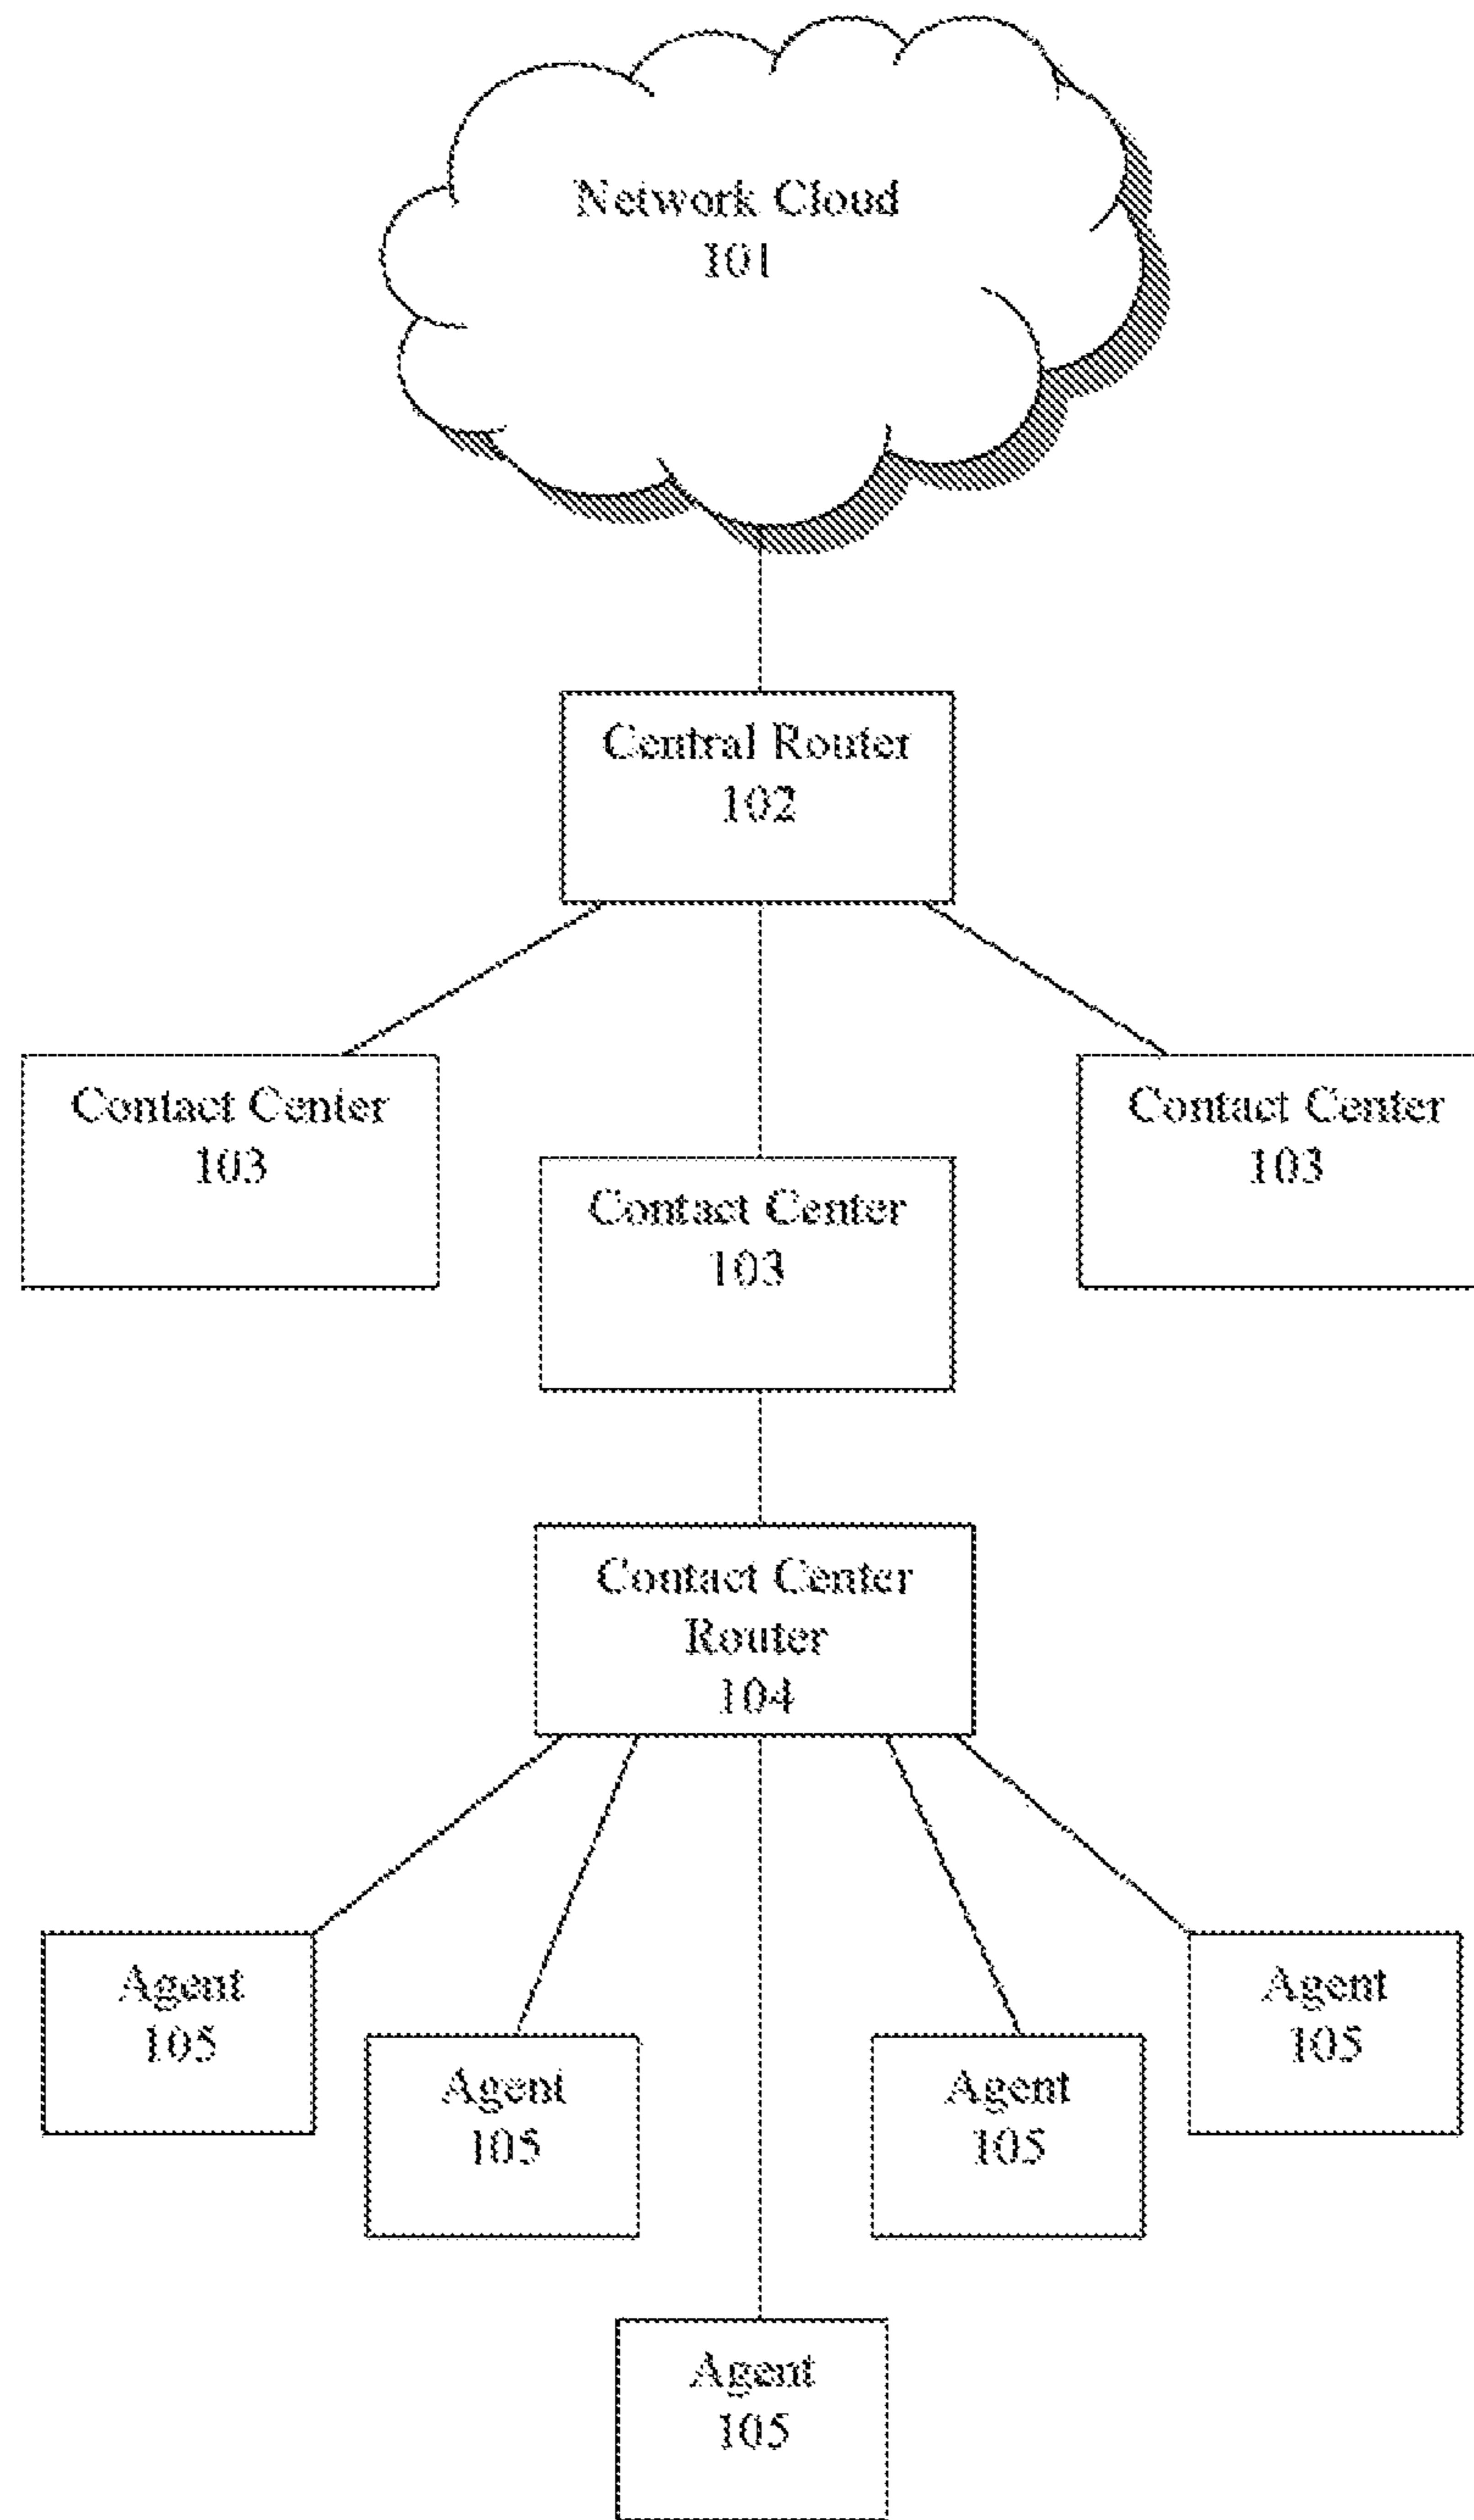 Network Cloud
101
Central Router
102
Contact Center
103
Contact Center
103
Contact Center
103
Contact Center
Router
104
Agent
105
Agent
105
Agent
105
Agent
105
Agent
105